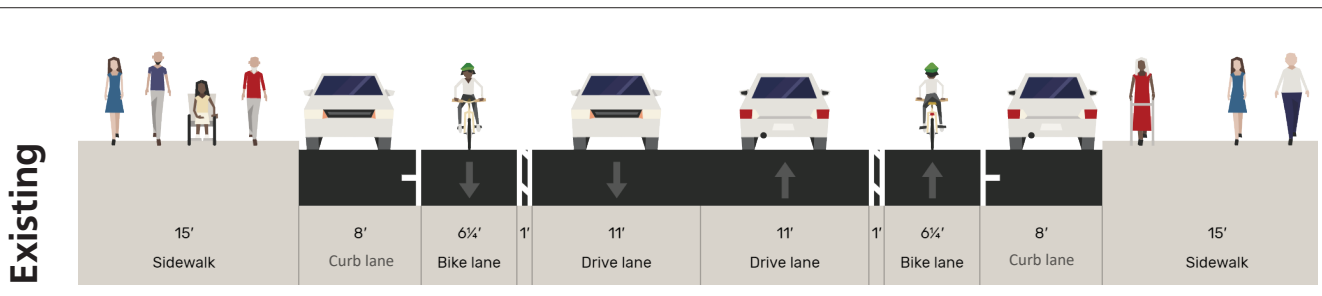 Existing
15’ 8’ 6¼’ 1’ 11’ 11’ 1’ 6¼’ 8’ 15’
Sidewalk Curb lane Bike lane Drive lane Drive lane Bike lane Curb lane Sidewalk